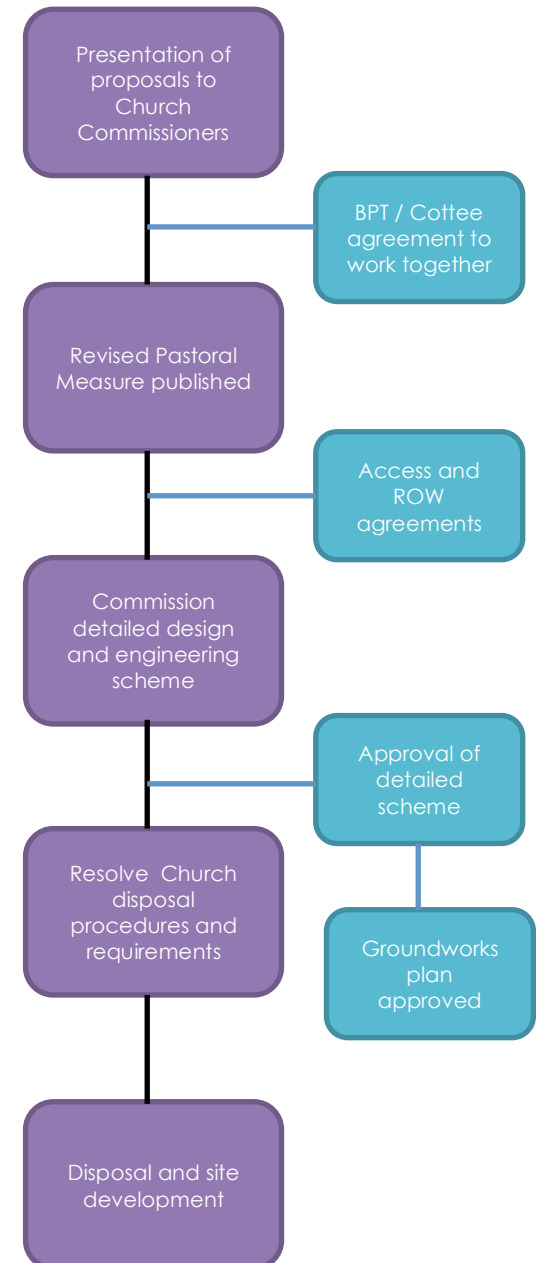 Presentation of
proposals to
Church
Commissioners
BPT / Cottee
agreement to
work together
Revised Pastoral
Measure published
Access and
ROW
agreements
Commission
detailed design
and engineering
scheme
Approval of
detailed
scheme
Resolve Church
disposal
procedures and
requirements
Groundworks
plan
approved
Disposal and site
development